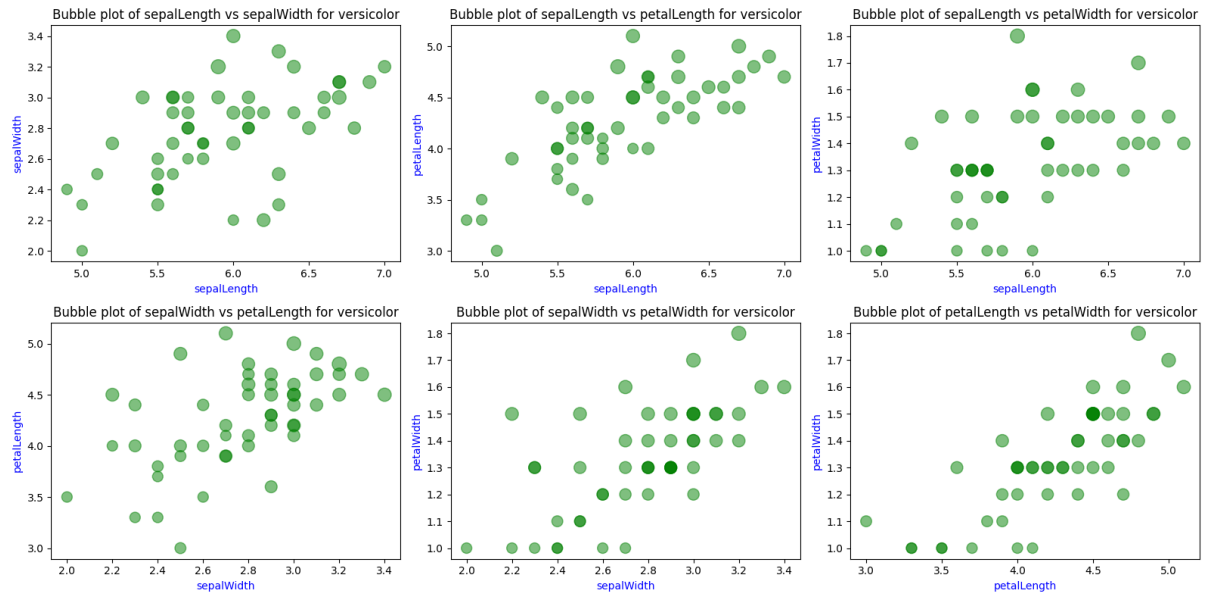 Bubble plot of sepalLength vs sepalWidth for versicolor
3.4
3.2
3.0
2.8
2.6
2.4
2.2
2.0
sepalWidth
5.0 5.5 6.0 6.5 7.0
sepalLength
Bubble plot of sepalLength vs petalLength for versicolor
5.0
4.5
4.0
3.5
3.0
petalLength
5.0 5.5 6.0 6.5 7.0
sepalLength
Bubble plot of sepalLength vs petalWidth for versicolor
1.8
1.7
1.6
1.5
1.4
1.3
1.2
1.1
1.0
petalWidth
5.0 5.5 6.0 6.5 7.0
sepalLength
Bubble plot of sepalWidth vs petalLength for versicolor
5.0
4.5
4.0
3.5
3.0
petalLength
2.0 2.2 2.4 2.6 2.8 3.0 3.2 3.4
sepalWidth
Bubble plot of sepalWidth vs petalWidth for versicolor
1.8
1.7
1.6
1.5
1.4
1.3
1.2
1.1
1.0
petalWidth
2.0 2.2 2.4 2.6 2.8 3.0 3.2 3.4
sepalWidth
Bubble plot of petalLength vs petalWidth for versicolor
1.8
1.7
1.6
1.5
1.4
1.3
1.2
1.1
1.0
petalWidth
3.0 3.5 4.0 4.5 5.0
petalLength